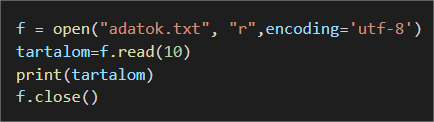 f = open("adatok.txt", "r",encoding='utf-8')
tartalom=f.read(10)
print(tartalom)
f.close()